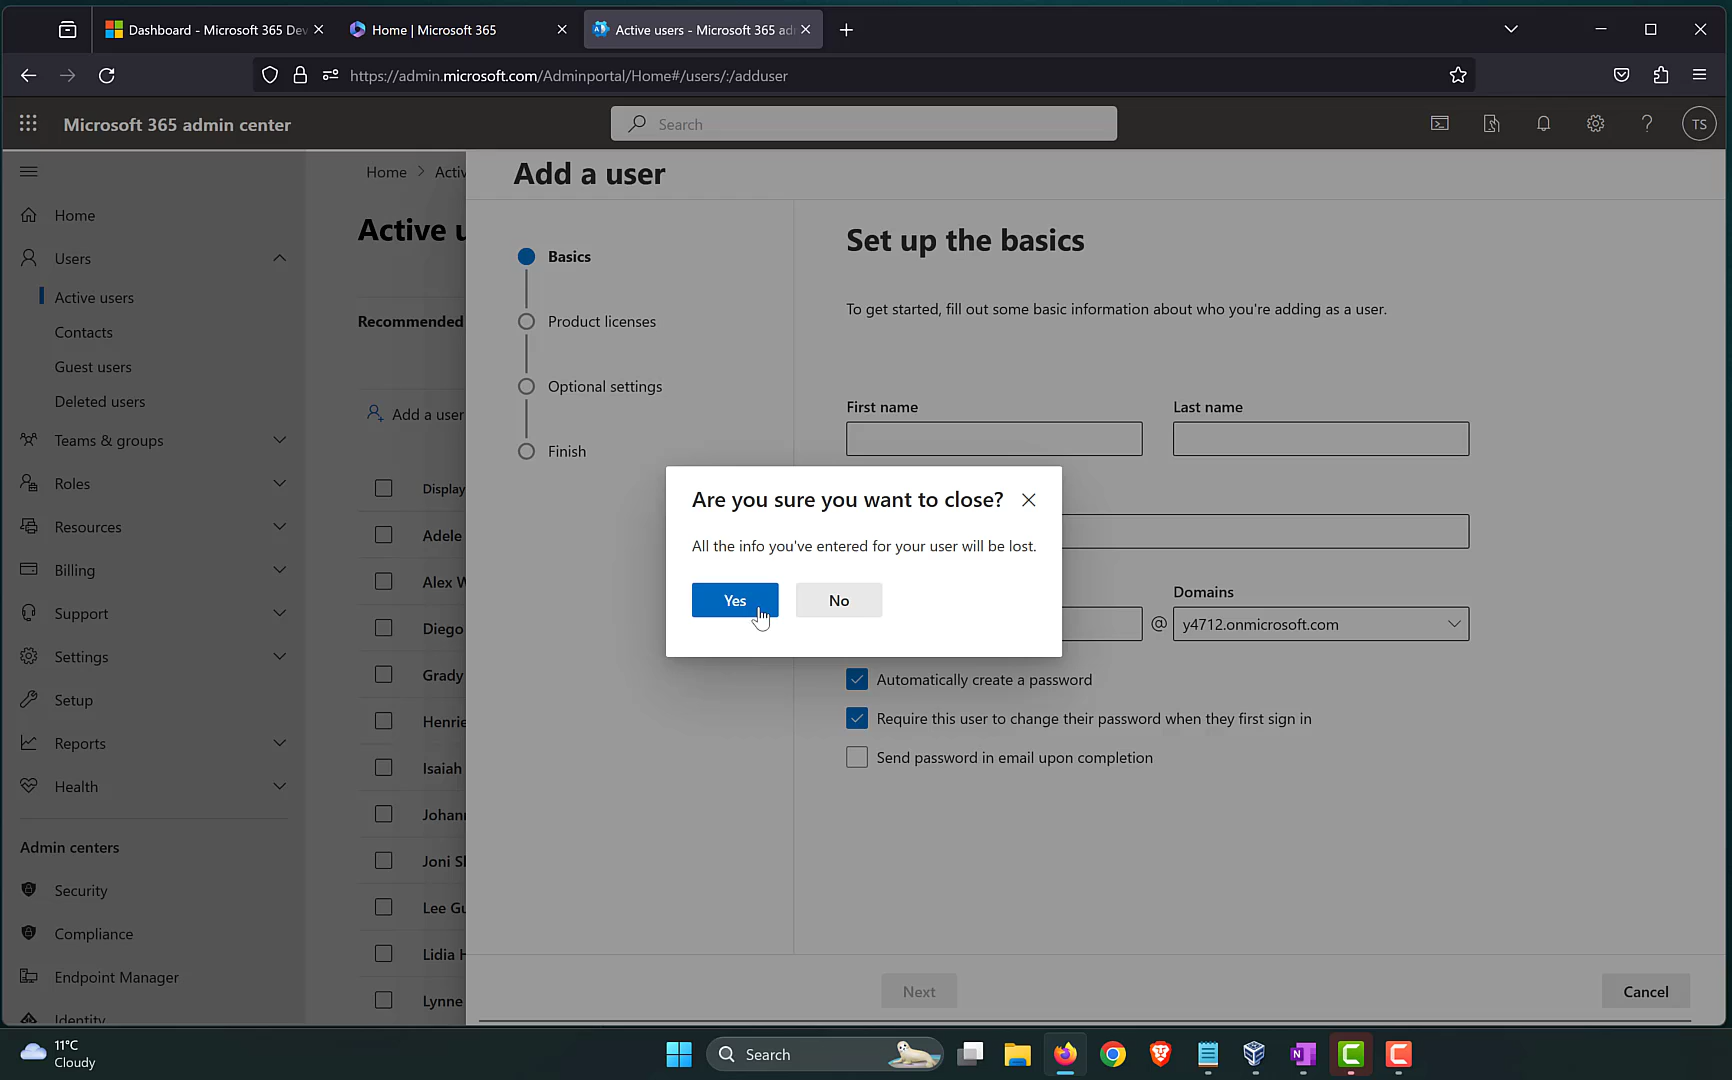 Dashboard - Microsoft 365 Dev
Home | Microsoft 365
Active users - Microsoft 365 ad
https://admin.microsoft.com/Adminportal/Home#/users/:/adduser
Microsoft 365 admin center
Search
TS
Home
Users
Active users
Contacts
Guest users
Deleted users
Teams & groups
Roles
Resources
Billing
Support
Settings
Setup
Reports
Health
Admin centers
Security
Compliance
Endpoint Manager
Identity
Home > Activ
Active u
Recommended
Add a user
Display
Adele
Alex W
Diego
Grady
Henrie
Isaiah
Johann
Joni Sh
Lee Gu
Lidia H
Lynne
Add a user
Basics
Product licenses
Optional settings
Finish
Set up the basics
To get started, fill out some basic information about who you're adding as a user.
First name
Last name
Domains
@
y4712.onmicrosoft.com
Automatically create a password
Require this user to change their password when they first sign in
Send password in email upon completion
Next
Cancel
Are you sure you want to close?
All the info you've entered for your user will be lost.
Yes
No
11°C
Cloudy
Search